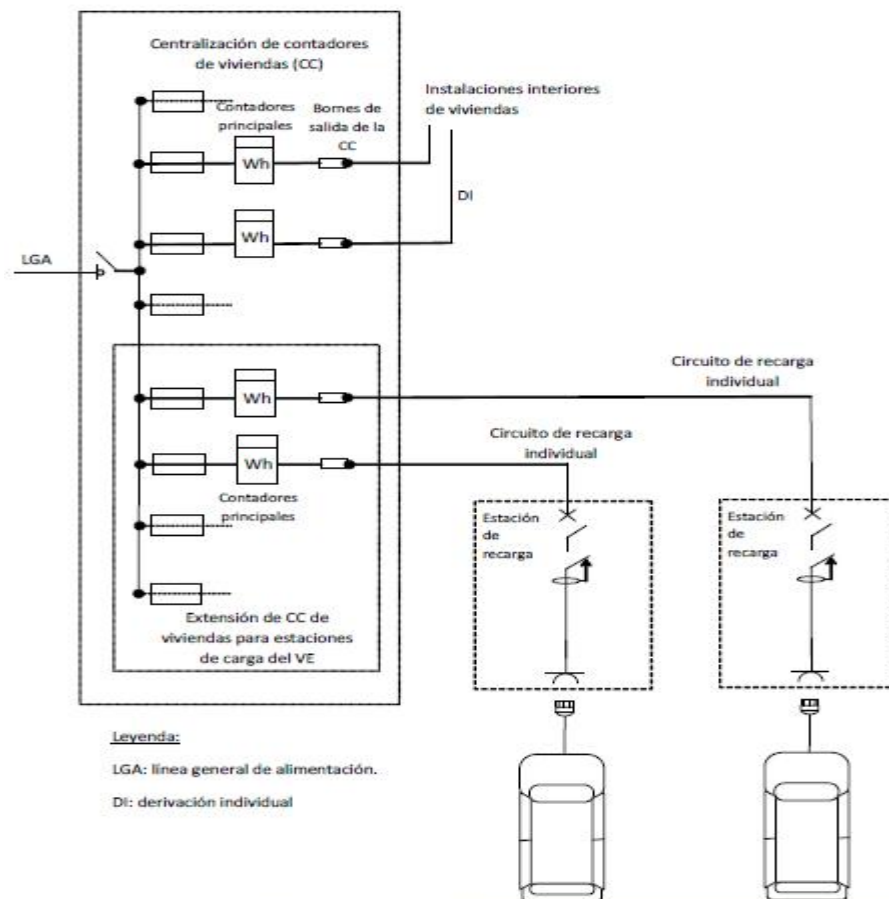 Centralización de contadores
de viviendas (CC)
Contadores
principales
Bornes de
salida de la
CC
Instalaciones interiores
de viviendas
Wh
DI
Wh
LGA
Circuito de recarga
individual
Wh
Circuito de recarga
individual
Wh
Contadores
principales
Estación
de
recarga
Estación
de
recarga
Extensión de CC de
viviendas para estaciones
de carga del VE
Leyenda:
LGA: línea general de alimentación.
DI: derivación individual